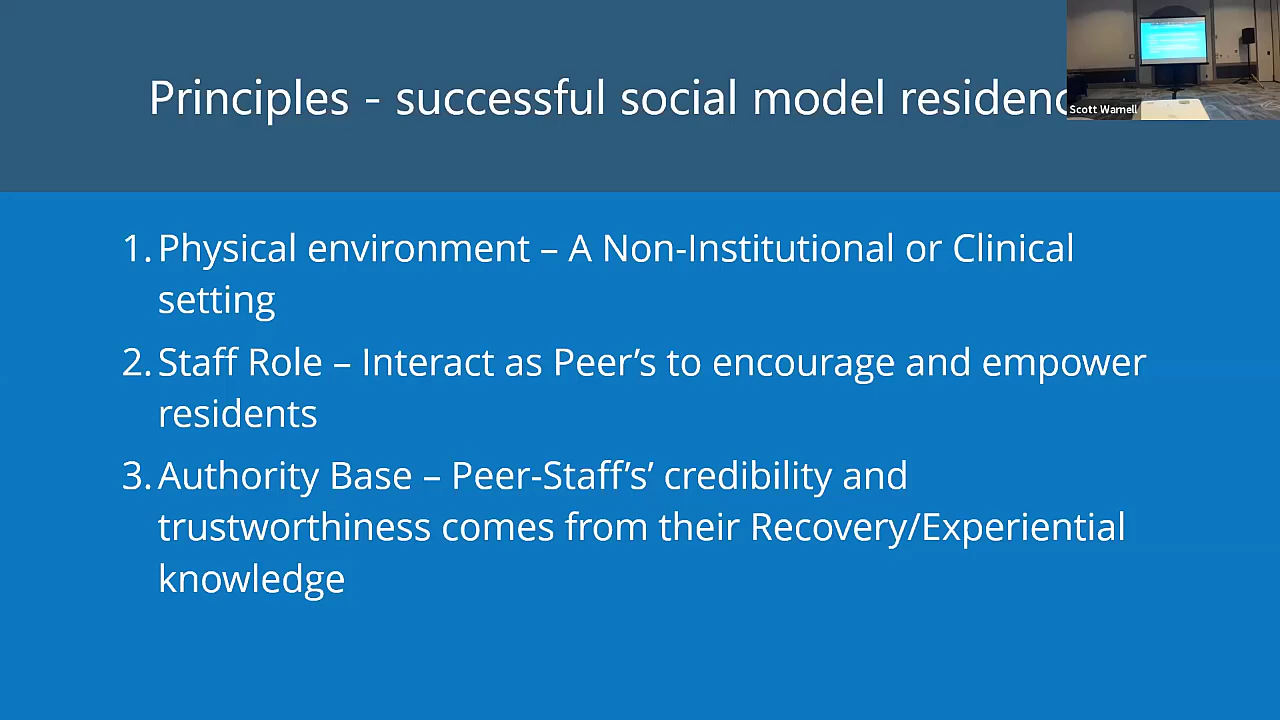 Principles - successful social model residenc
Scott Warnell
1. Physical environment – A Non-Institutional or Clinical
setting
2. Staff Role – Interact as Peer’s to encourage and empower
residents
3. Authority Base – Peer-Staff’s’ credibility and
trustworthiness comes from their Recovery/Experiential
knowledge